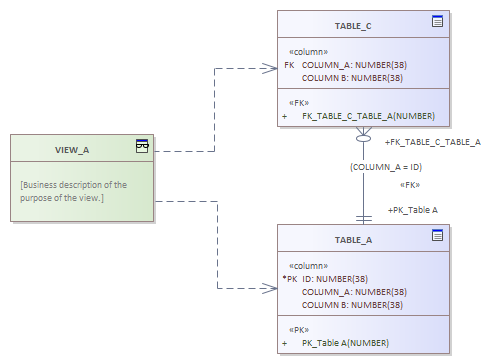 TABLE_C
«column»
FK COLUMN_A: NUMBER(38)
COLUMN B: NUMBER(38)
«FK»
+ FK_TABLE_C_TABLE_A(NUMBER)
VIEW_A
[Business description of the
purpose of the view.]
+FK_TABLE_C_TABLE_A
(COLUMN_A = ID)
«FK»
+PK_Table A
TABLE_A
«column»
*PK ID: NUMBER(38)
COLUMN_A: NUMBER(38)
COLUMN B: NUMBER(38)
«PK»
+ PK_Table A(NUMBER)